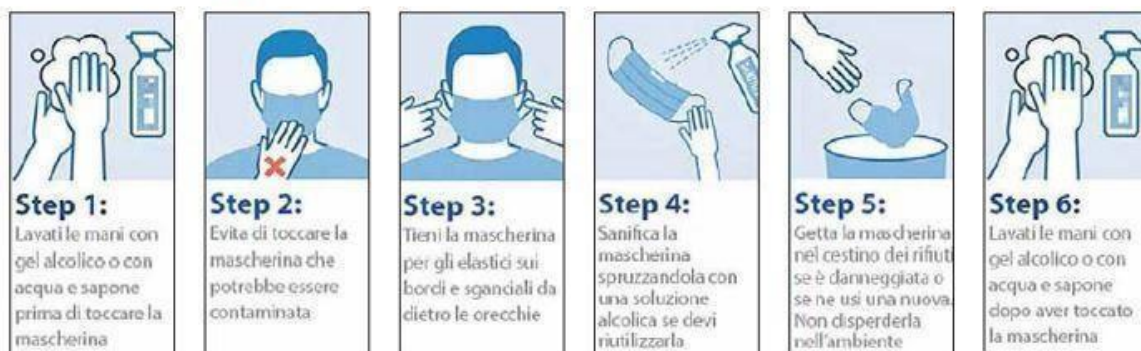 Step 1:
Lavati le mani con
gel alcolico o con
acqua e sapone
prima di toccare la
mascherina
Step 2:
Evita di toccare la
mascherina che
potrebbe essere
contaminata
Step 3:
Tieni la mascherina
per gli elastici sui
bordi e sganciali da
dietro le orecchie
Step 4:
Sanifica la
mascherina
spruzzandola con
una soluzione
alcolica se devi
riutilizzarla
Step 5:
Getta la mascherina
nel cestino dei rifiuti
se è danneggiata o
se ne usi una nuova.
Non disperderla
nell'ambiente
Step 6:
Lavati le mani con
gel alcolico o con
acqua e sapone
dopo aver toccato
la mascherina